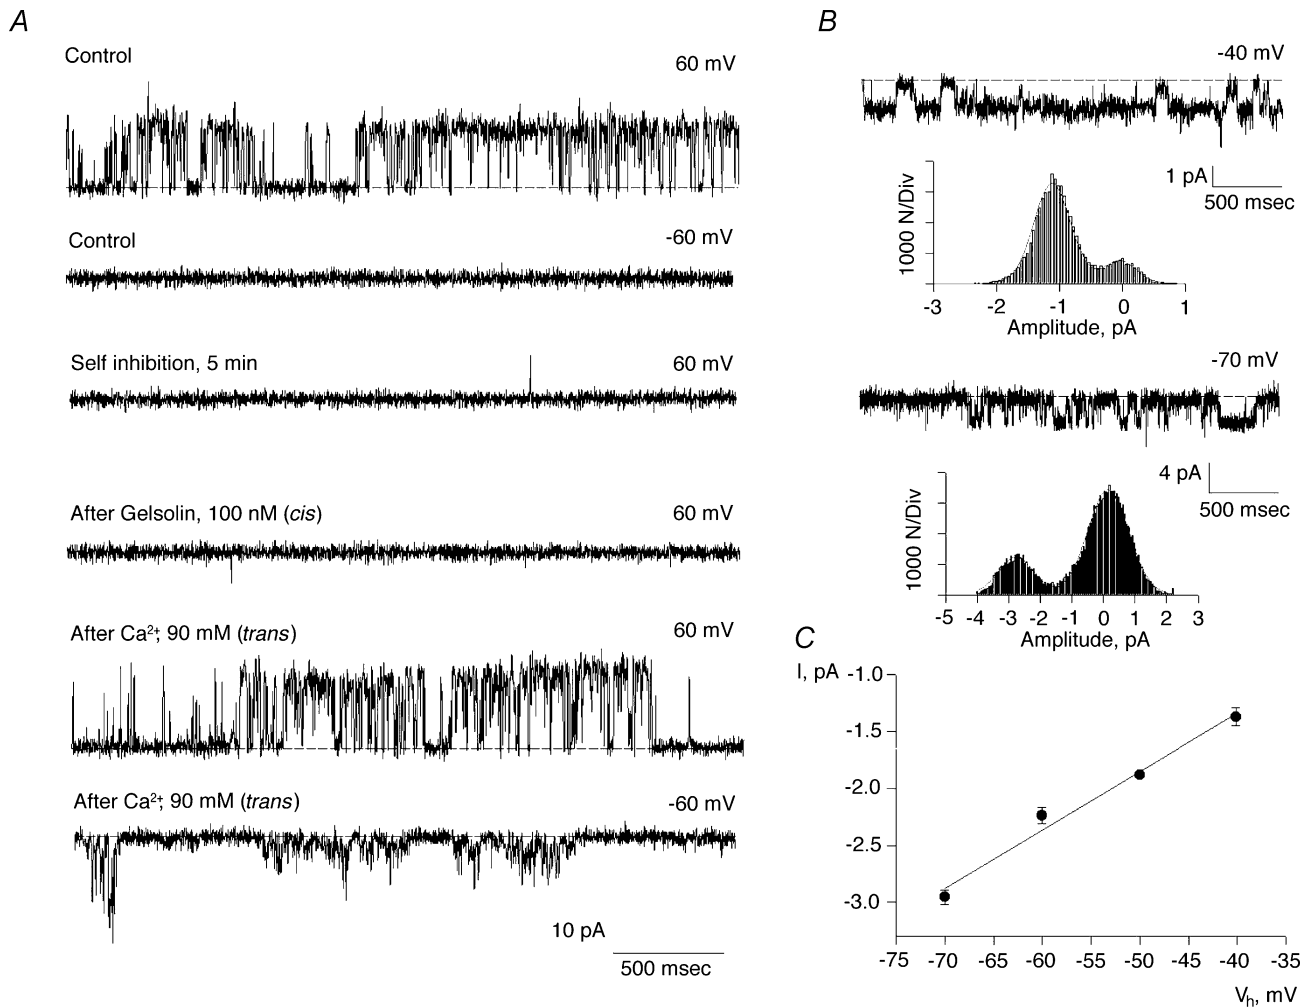 A
Control
60 mV
Control
-60 mV
Self inhibition, 5 min
60 mV
After Gelsolin, 100 nM (cis)
60 mV
After Ca²⁺, 90 mM (trans)
60 mV
After Ca²⁺, 90 mM (trans)
-60 mV
10 pA
500 msec
B
-40 mV
1 pA
500 msec
1000 N/Div
-3 -2 -1 0 1
Amplitude, pA
-70 mV
4 pA
500 msec
1000 N/Div
-5 -4 -3 -2 -1 0 1 2 3
Amplitude, pA
C
I, pA
-1.0
-1.5
-2.0
-2.5
-3.0
-75 -70 -65 -60 -55 -50 -45 -40 -35
Vh, mV